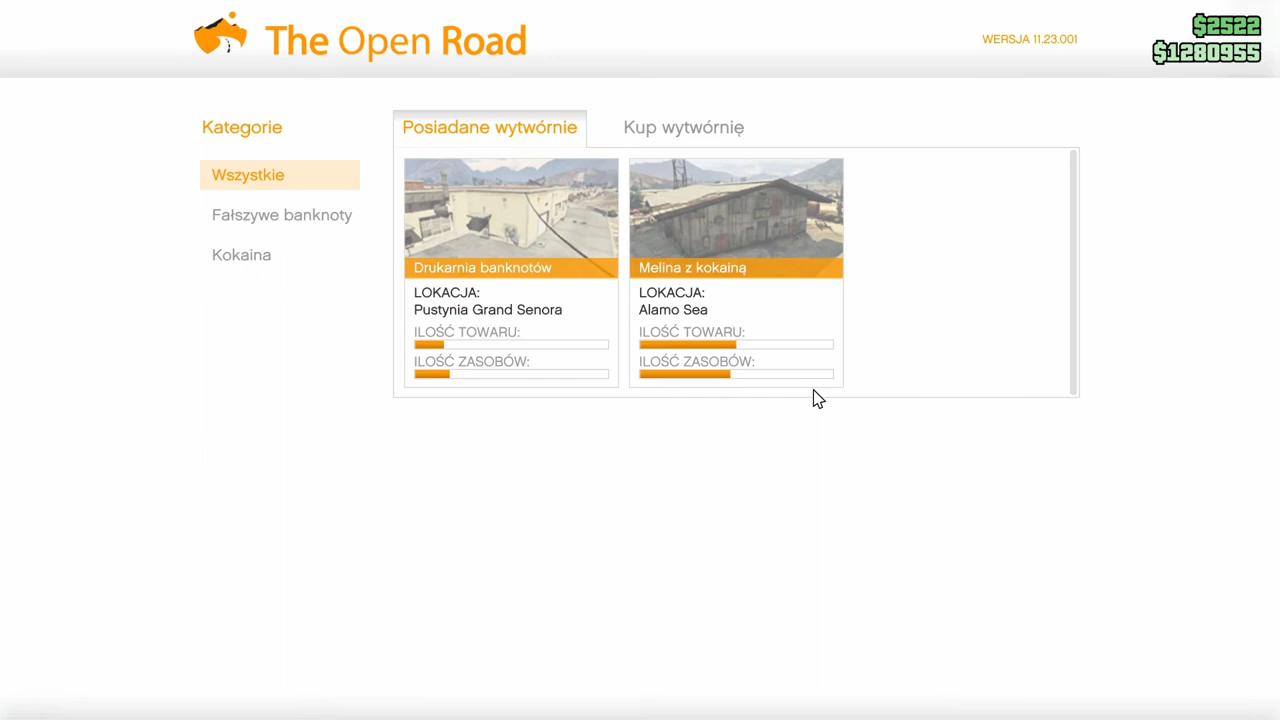 The Open Road
WERSJA 11.23.001
$2522
$1280955
Kategorie
Wszystkie
Fałszywe banknoty
Kokaina
Posiadane wytwórnie
Kup wytwórnię
Drukarnia banknotów
LOKACJA:
Pustynia Grand Senora
ILOŚĆ TOWARU:
ILOŚĆ ZASOBÓW:
Melina z kokainą
LOKACJA:
Alamo Sea
ILOŚĆ TOWARU:
ILOŚĆ ZASOBÓW: